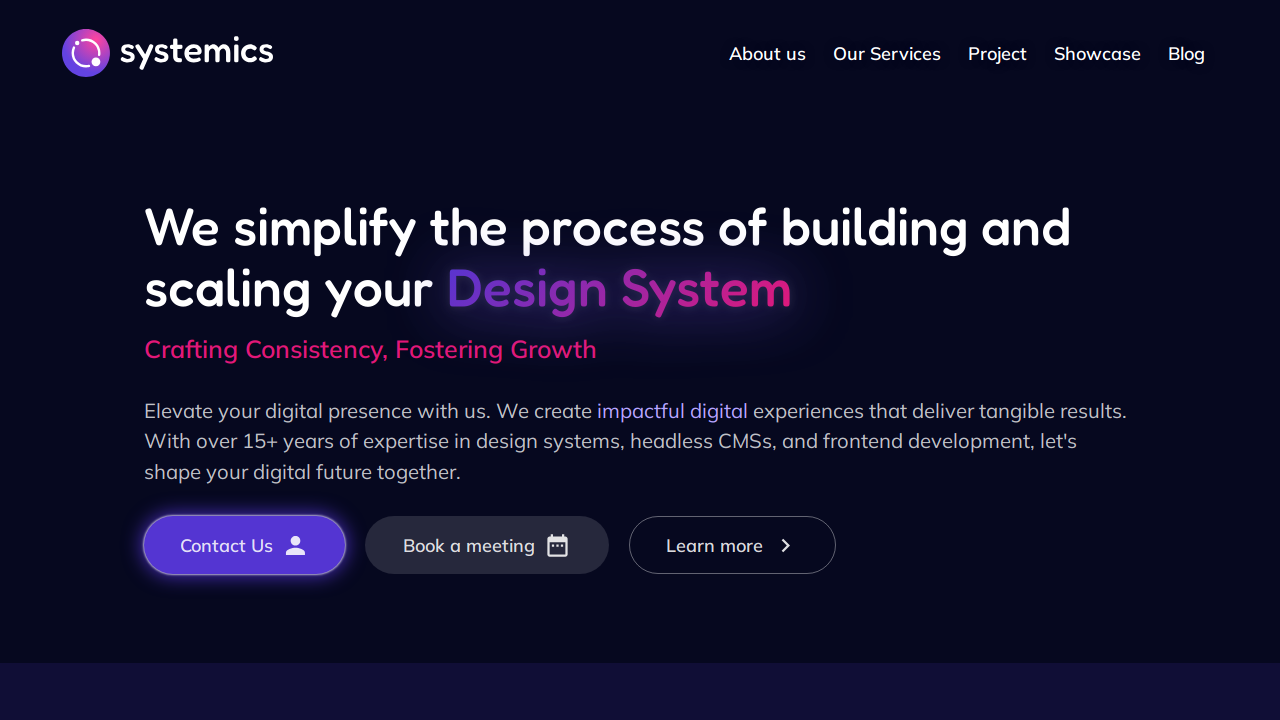 systemics
About us Our Services Project Showcase Blog
We simplify the process of building and
scaling your Design System
Crafting Consistency, Fostering Growth
Elevate your digital presence with us. We create impactful digital experiences that deliver tangible results.
With over 15+ years of expertise in design systems, headless CMSs, and frontend development, let's
shape your digital future together.
Contact Us Book a meeting Learn more